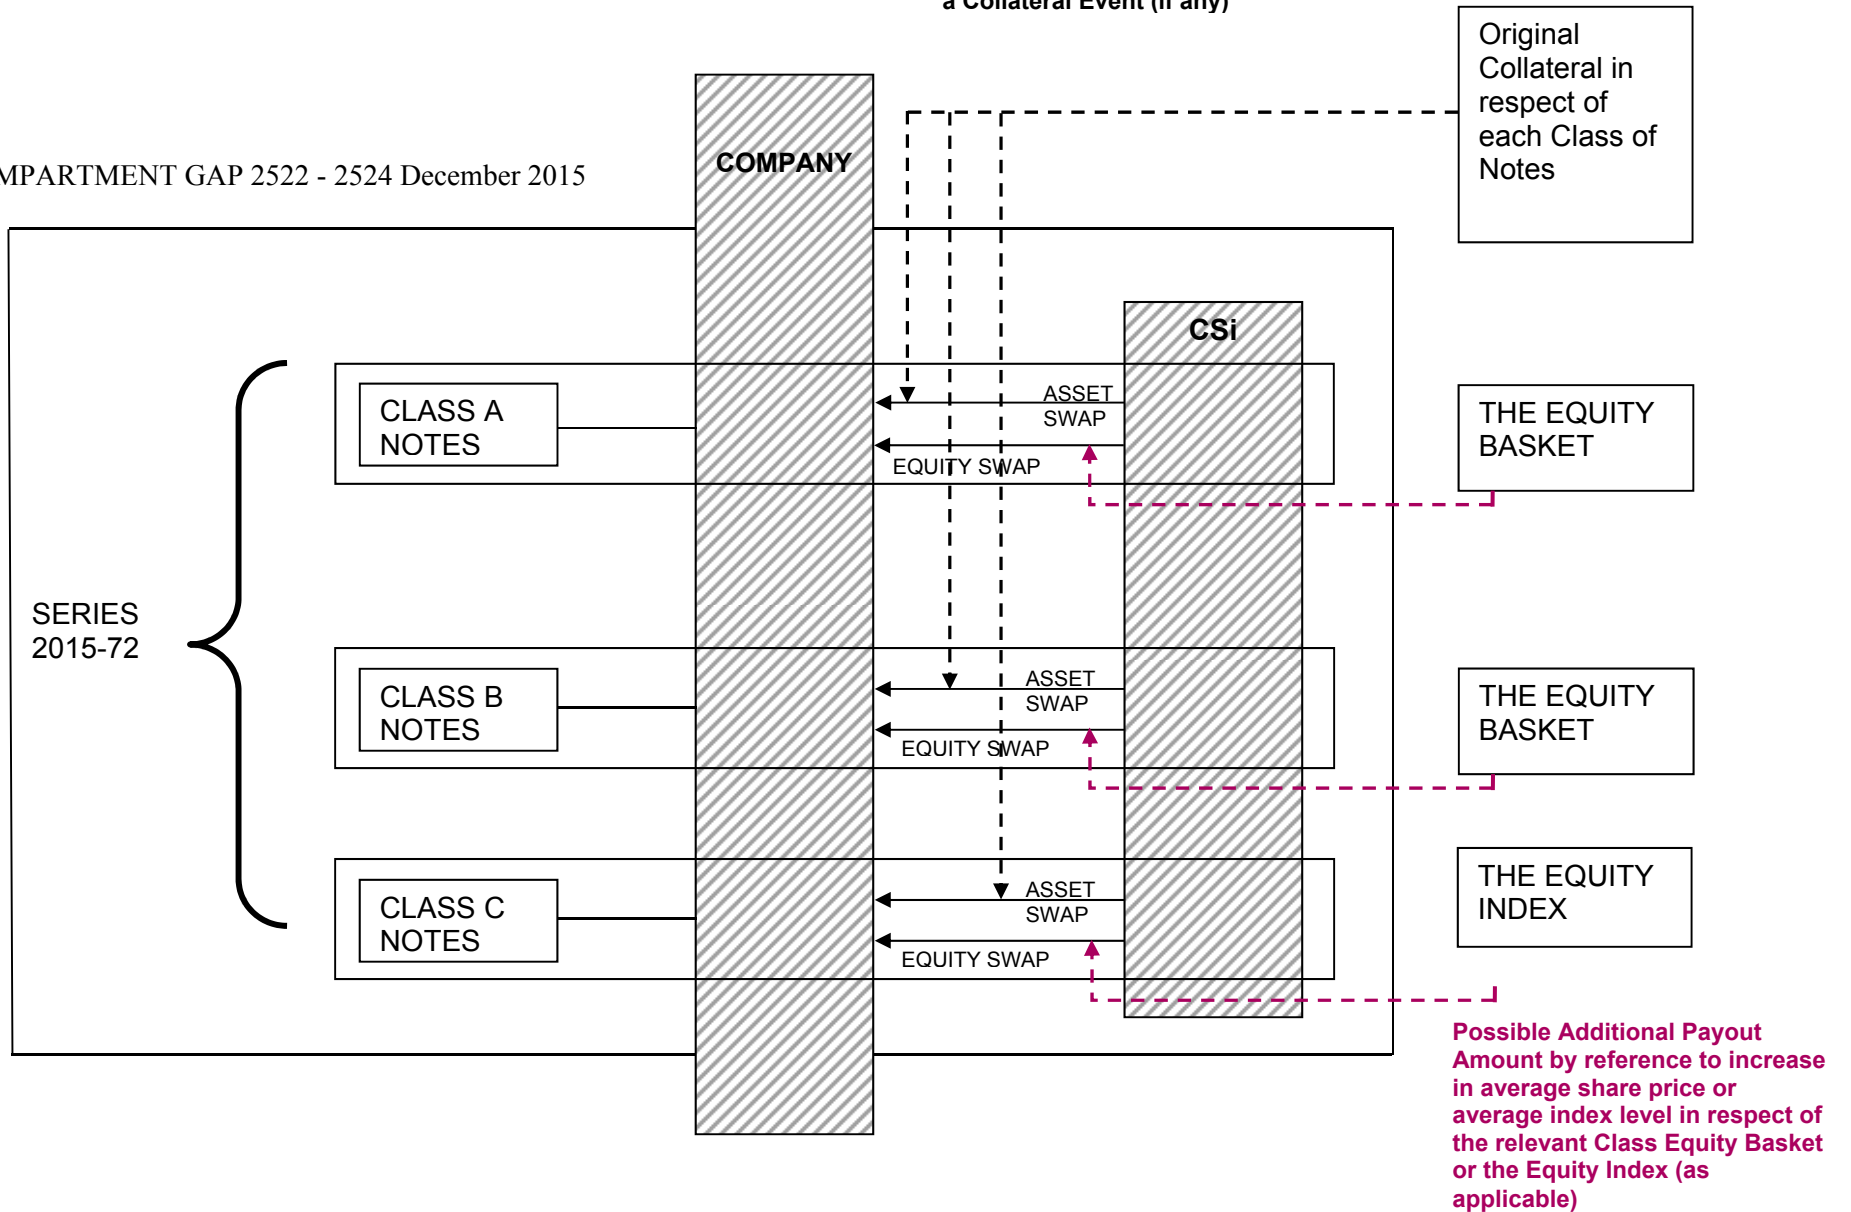 a Collateral Event (if any)
Original
Collateral in
respect of
each Class of
Notes
COMPANY
MPARTMENT GAP 2522 - 2524 December 2015
CSi
CLASS A
NOTES
ASSET
SWAP
EQUITY SWAP
THE EQUITY
BASKET
SERIES
2015-72
CLASS B
NOTES
ASSET
SWAP
EQUITY SWAP
THE EQUITY
BASKET
CLASS C
NOTES
ASSET
SWAP
EQUITY SWAP
THE EQUITY
INDEX
Possible Additional Payout
Amount by reference to increase
in average share price or
average index level in respect of
the relevant Class Equity Basket
or the Equity Index (as
applicable)